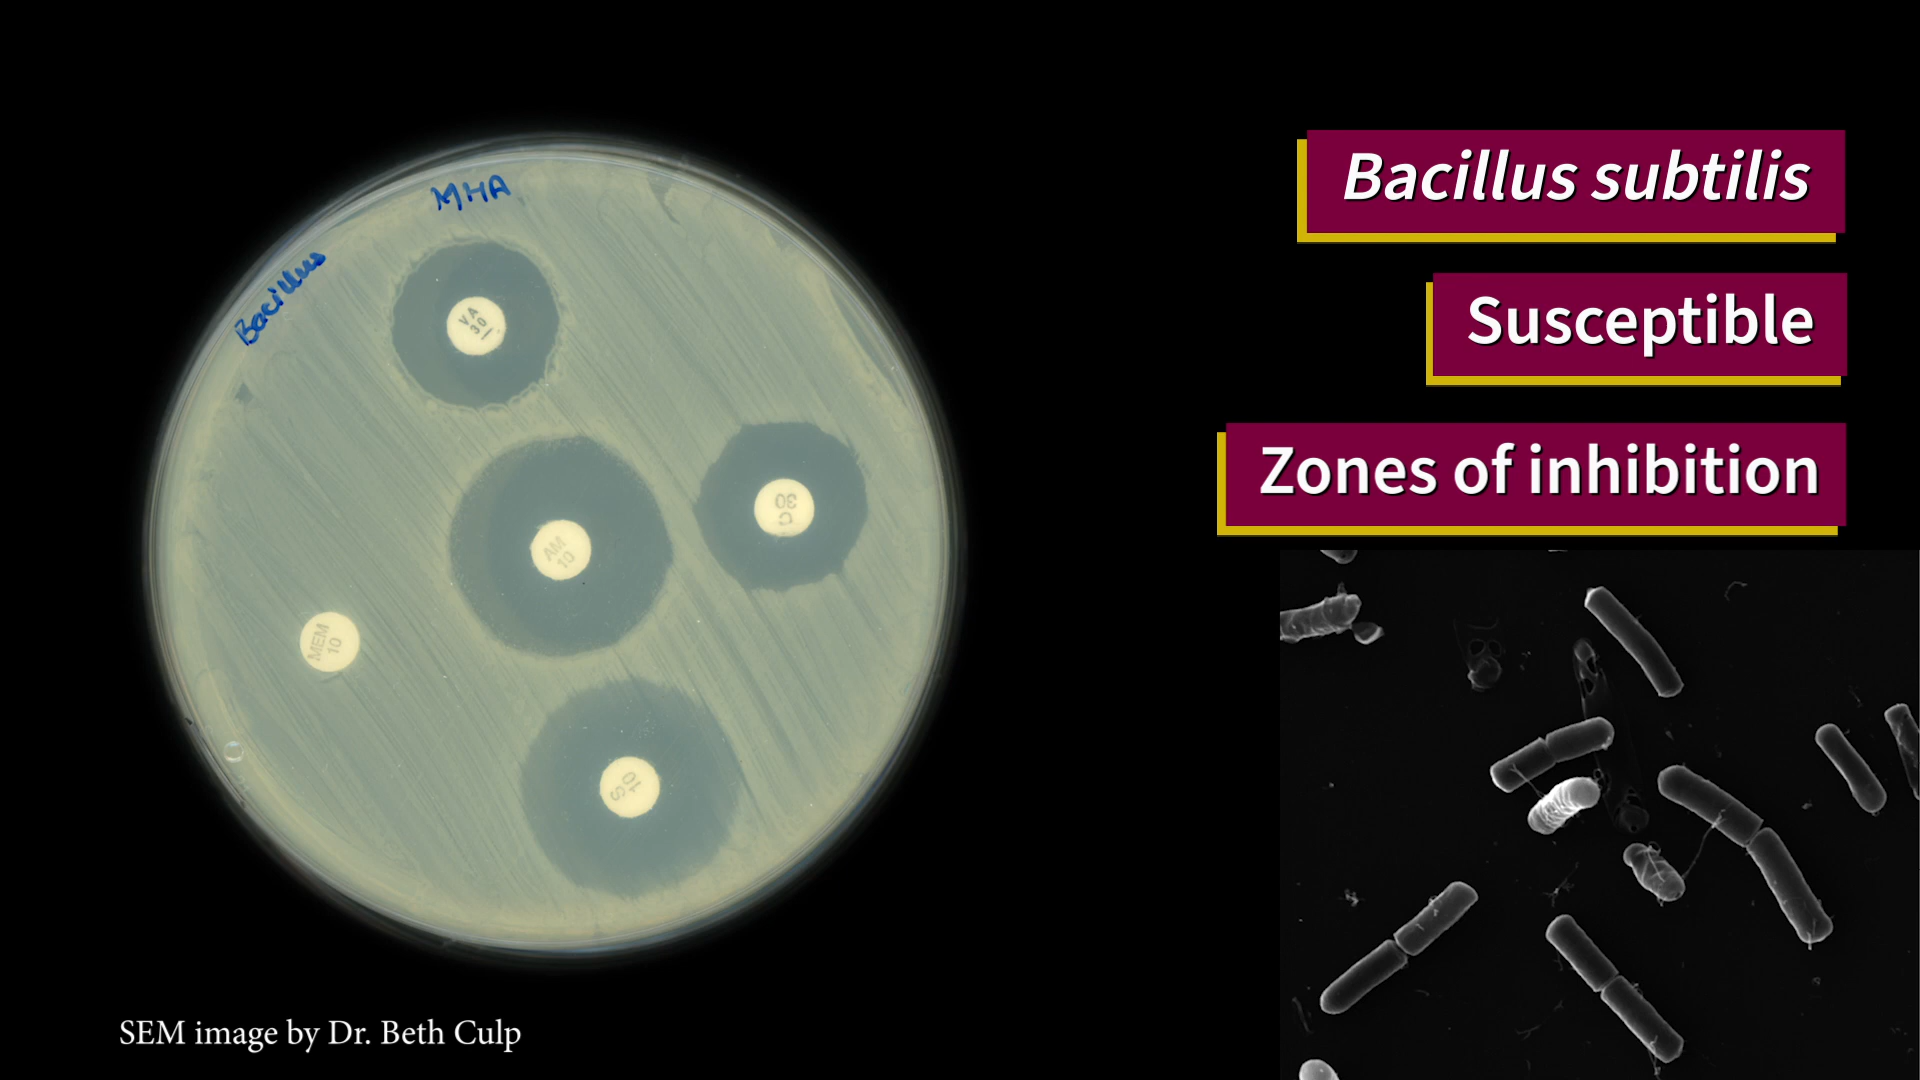 MHA
Bacillus
VA
30
C
30
AM
10
MEM
10
S
10
Bacillus subtilis
Susceptible
Zones of inhibition
SEM image by Dr. Beth Culp